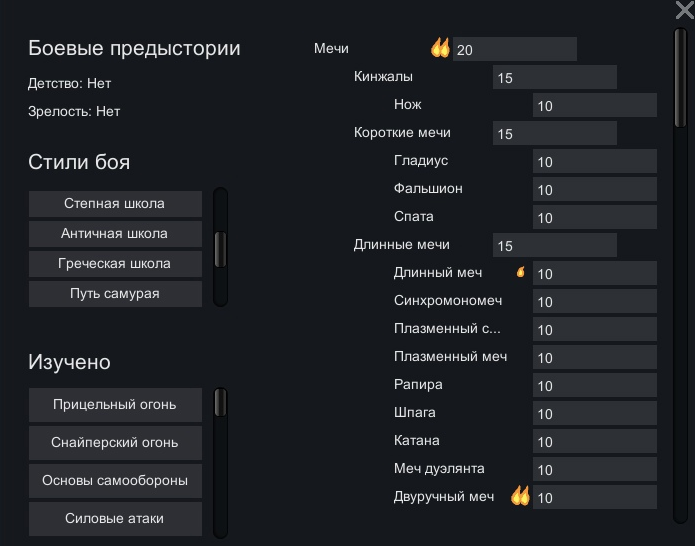 Боевые предыстории
Детство: Нет
Зрелость: Нет
Стили боя
Степная школа
Античная школа
Греческая школа
Путь самурая
Изучено
Прицельный огонь
Снайперский огонь
Основы самообороны
Силовые атаки
Мечи 20
Кинжалы 15
Нож 10
Короткие мечи 15
Гладиус 10
Фальшион 10
Спата 10
Длинные мечи 15
Длинный меч 10
Синхромономеч 10
Плазменный с... 10
Плазменный меч 10
Рапира 10
Шпага 10
Катана 10
Меч дуэлянта 10
Двуручный меч 10